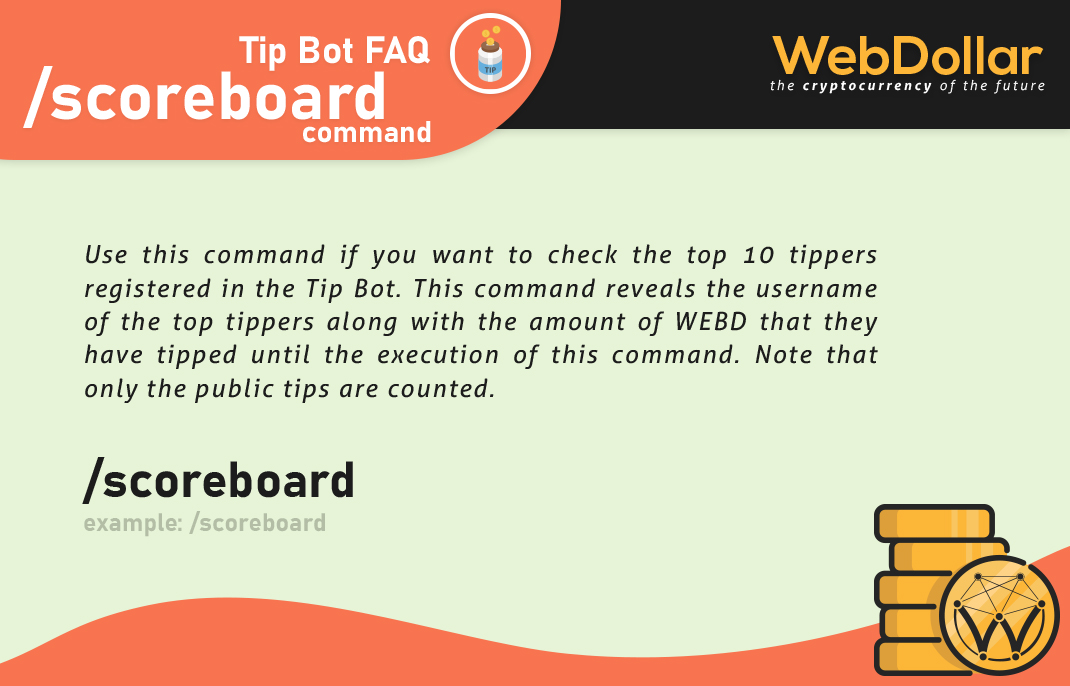 Tip Bot FAQ
/scoreboard
command
TIP
WebDollar
the cryptocurrency of the future
Use this command if you want to check the top 10 tippers
registered in the Tip Bot. This command reveals the username
of the top tippers along with the amount of WEBD that they
have tipped until the execution of this command. Note that
only the public tips are counted.
/scoreboard
example: /scoreboard